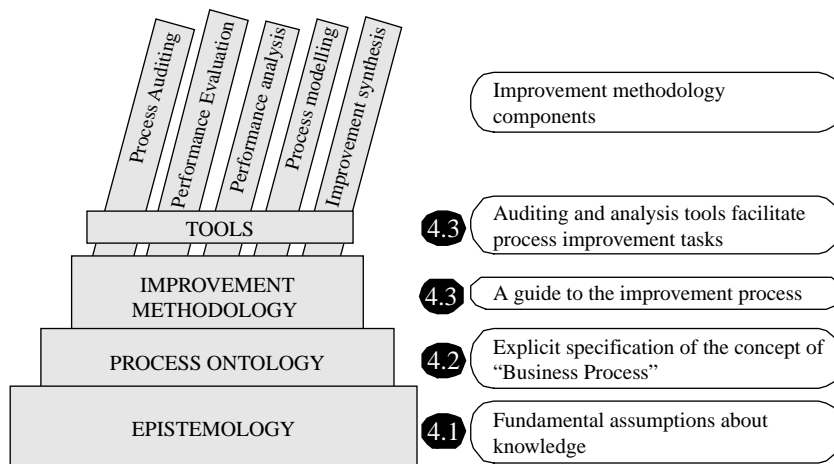 Process Auditing
Performance Evaluation
Performance analysis
Process modelling
Improvement synthesis
Improvement methodology
components
TOOLS
4.3
Auditing and analysis tools facilitate
process improvement tasks
IMPROVEMENT
METHODOLOGY
4.3
A guide to the improvement process
PROCESS ONTOLOGY
4.2
Explicit specification of the concept of
“Business Process”
EPISTEMOLOGY
4.1
Fundamental assumptions about
knowledge